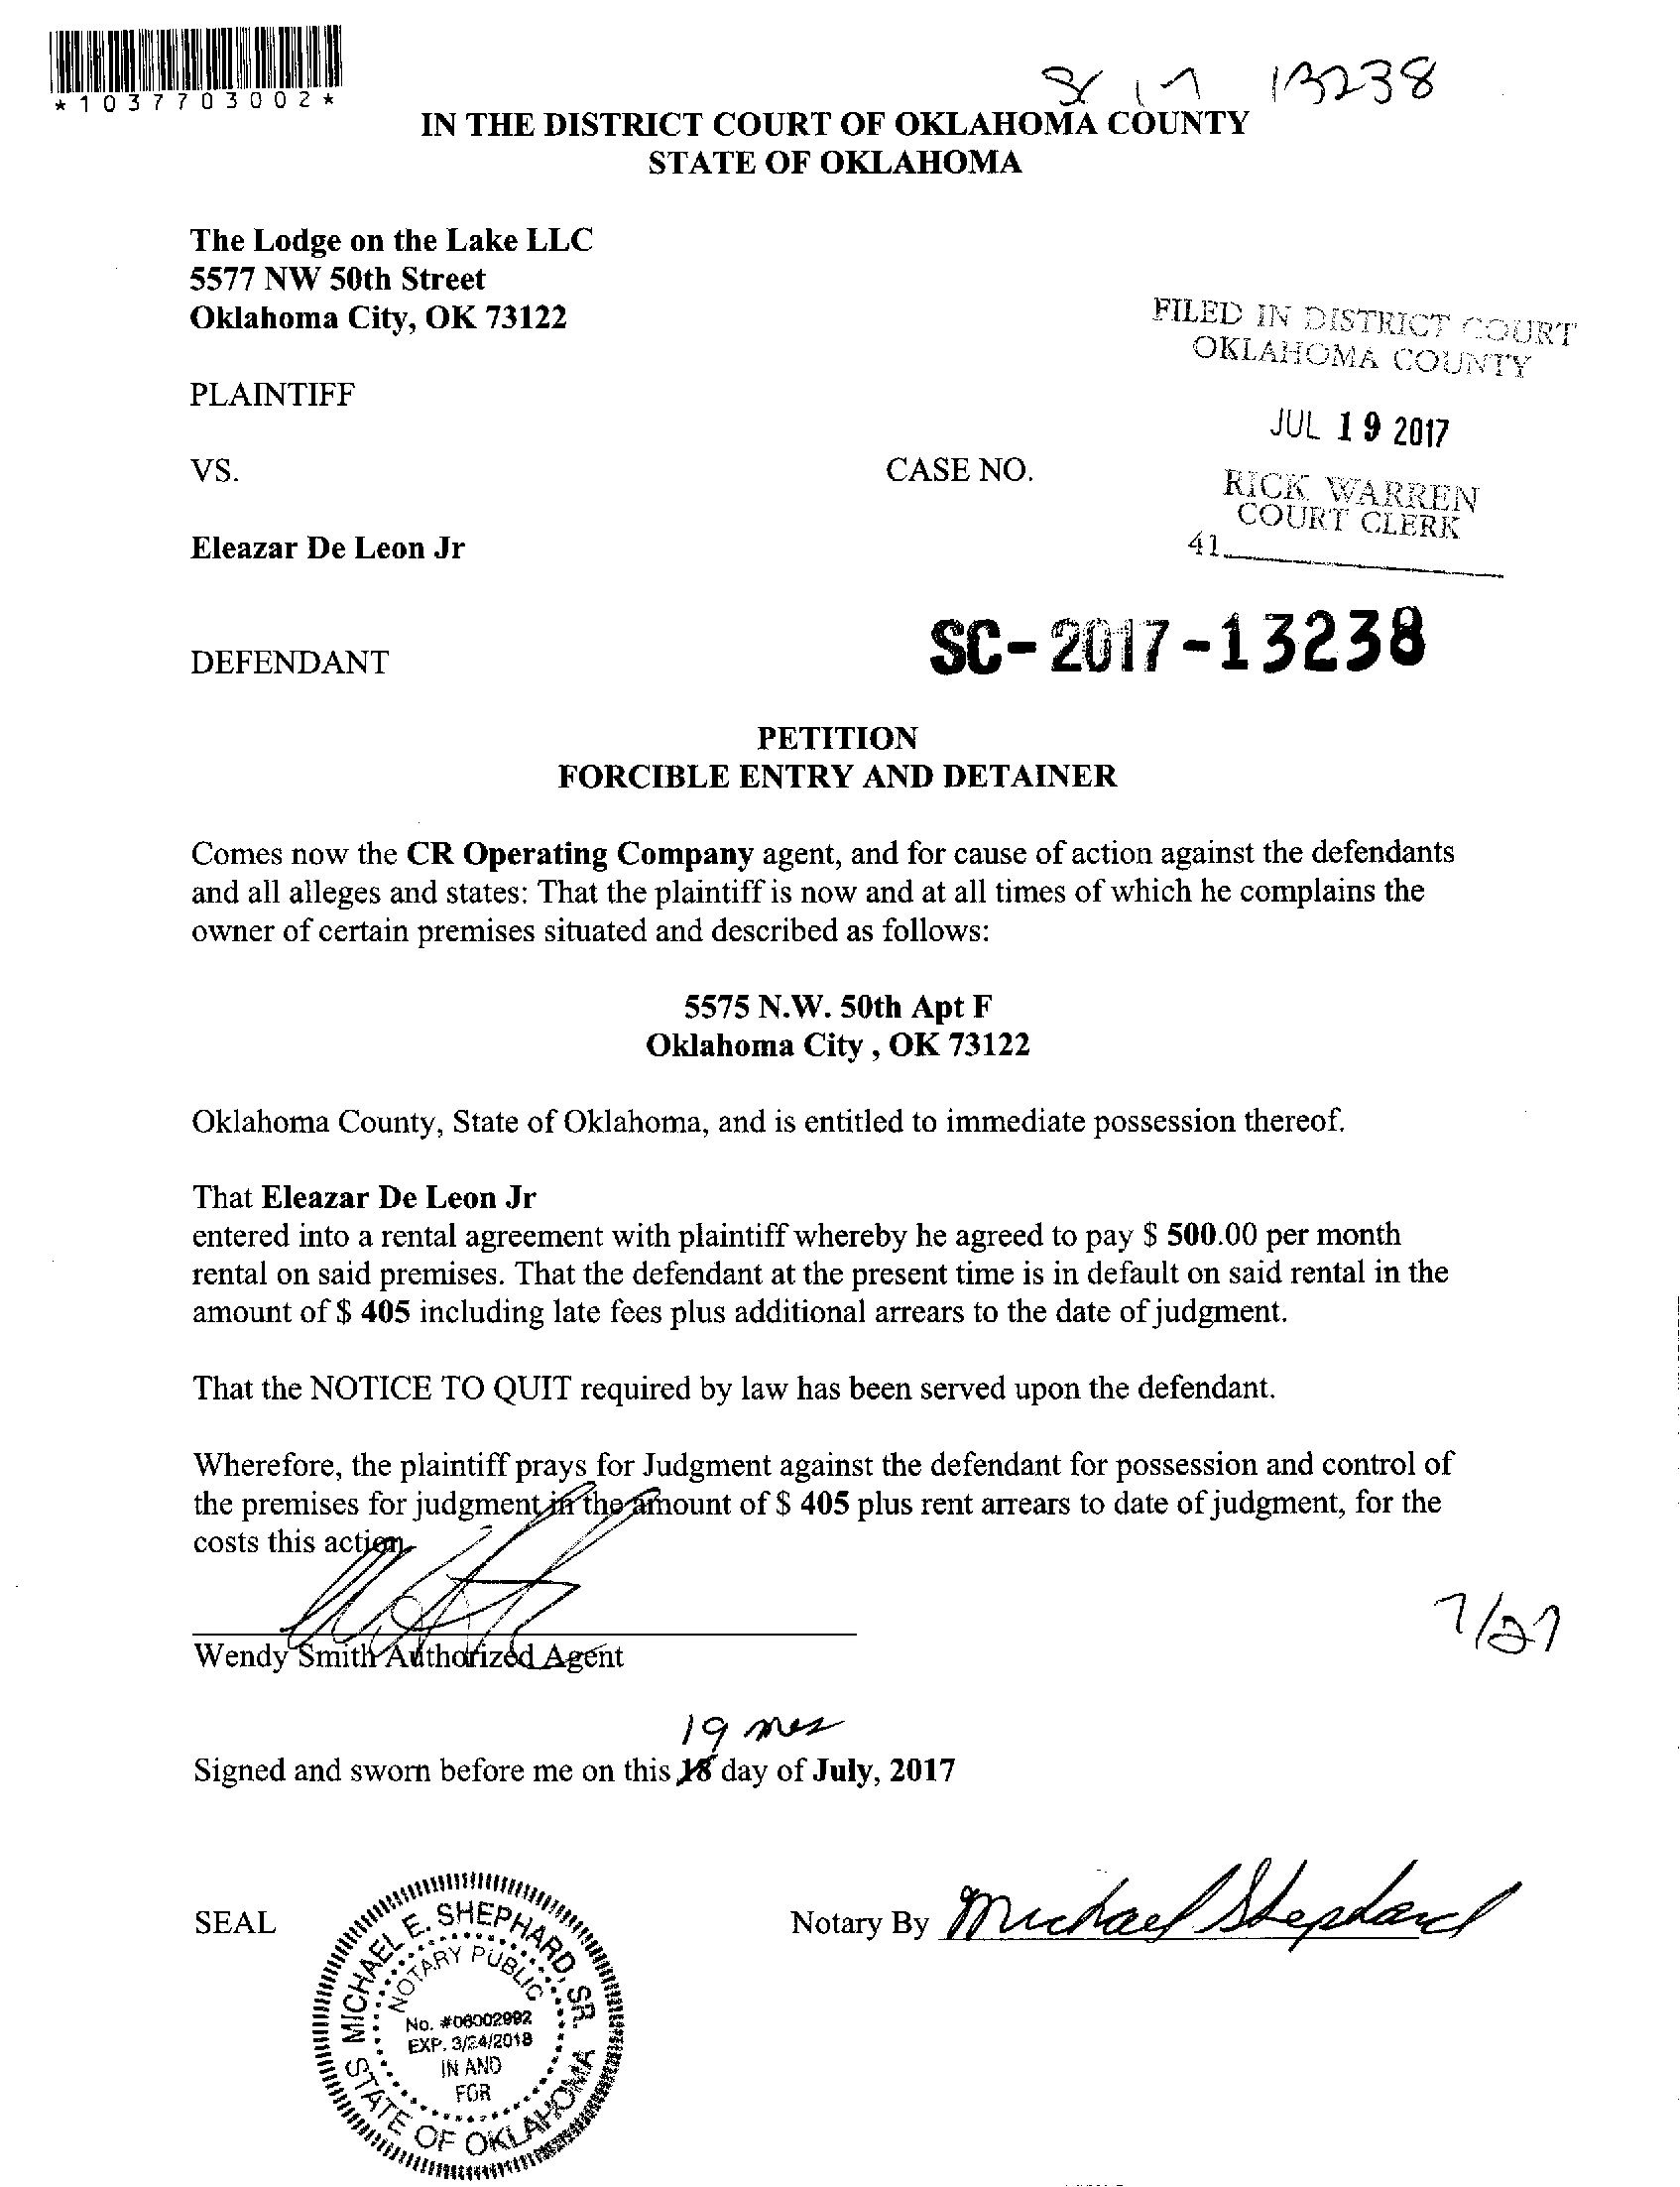 *1037703002*
SC 17 13238
IN THE DISTRICT COURT OF OKLAHOMA COUNTY
STATE OF OKLAHOMA
The Lodge on the Lake LLC
5577 NW 50th Street
Oklahoma City, OK 73122
FILED IN DISTRICT COURT
OKLAHOMA COUNTY
PLAINTIFF
JUL 19 2017
VS.
CASE NO.
RICK WARREN
COURT CLERK
41
Eleazar De Leon Jr
SC-2017-13238
DEFENDANT
PETITION
FORCIBLE ENTRY AND DETAINER
Comes now the CR Operating Company agent, and for cause of action against the defendants
and all alleges and states: That the plaintiff is now and at all times of which he complains the
owner of certain premises situated and described as follows:
5575 N.W. 50th Apt F
Oklahoma City , OK 73122
Oklahoma County, State of Oklahoma, and is entitled to immediate possession thereof.
That Eleazar De Leon Jr
entered into a rental agreement with plaintiff whereby he agreed to pay $ 500.00 per month
rental on said premises. That the defendant at the present time is in default on said rental in the
amount of $ 405 including late fees plus additional arrears to the date of judgment.
That the NOTICE TO QUIT required by law has been served upon the defendant.
Wherefore, the plaintiff prays for Judgment against the defendant for possession and control of
the premises for judgment in the amount of $ 405 plus rent arrears to date of judgment, for the
costs this action.
7/27
Wendy Smith Authorized Agent
19 mes
Signed and sworn before me on this 18 day of July, 2017
SEAL
Notary By Michael Shephard
MICHAEL E. SHEPHARD, SR.
NOTARY PUBLIC
No. #06002992
EXP. 3/24/2018
IN AND
FOR
STATE OF OKLAHOMA